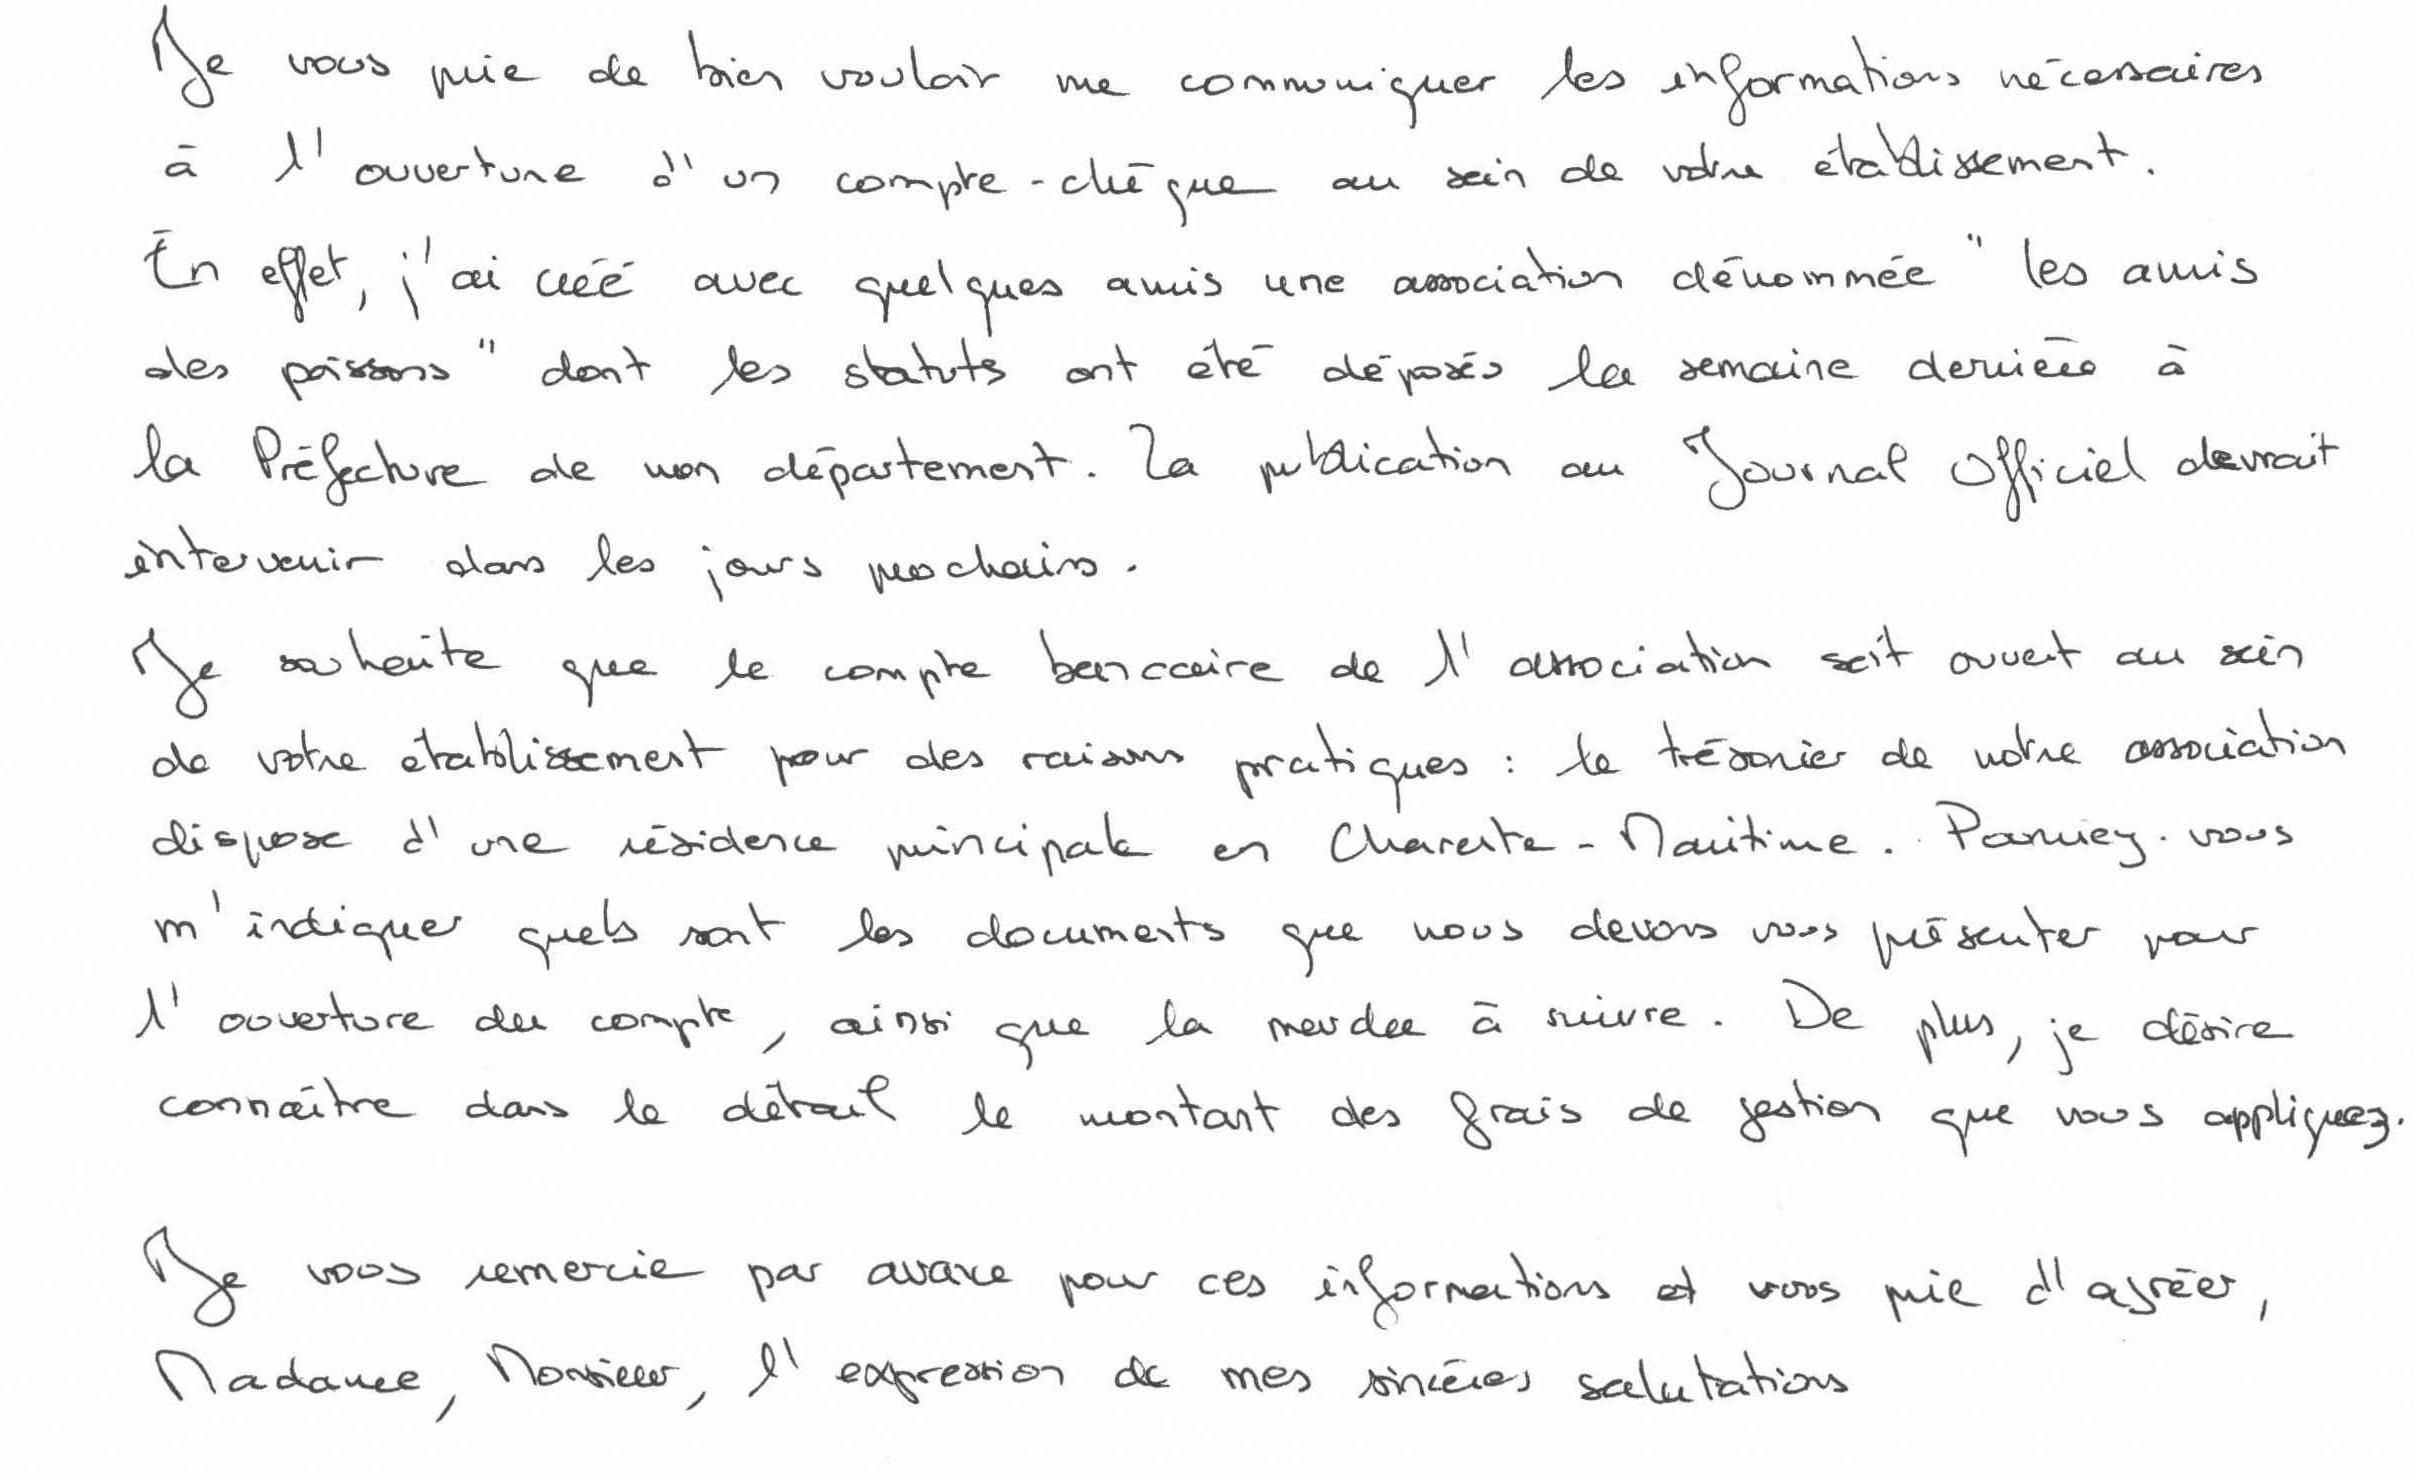 Je vous prie de bien vouloir me communiquer les informations nécessaires
à l'ouverture d'un compte-chèque au sein de votre établissement.
En effet, j'ai créé avec quelques amis une association dénommée "les amis
des poissons" dont les statuts ont été déposés la semaine dernière à
la Préfecture de mon département. La publication au Journal Officiel devrait
intervenir dans les jours prochains.
Je souhaite que le compte bancaire de l'association soit ouvert au sein
de votre établissement pour des raisons pratiques : le trésorier de notre association
dispose d'une résidence principale en Charente-Maritime. Pourriez-vous
m'indiquer quels sont les documents que nous devons vous présenter pour
l'ouverture du compte, ainsi que la marche à suivre. De plus, je désire
connaître dans le détail le montant des frais de gestion que vous appliquez.
Je vous remercie par avance pour ces informations et vous prie d'agréer,
Madame, Monsieur, l'expression de mes sincères salutations